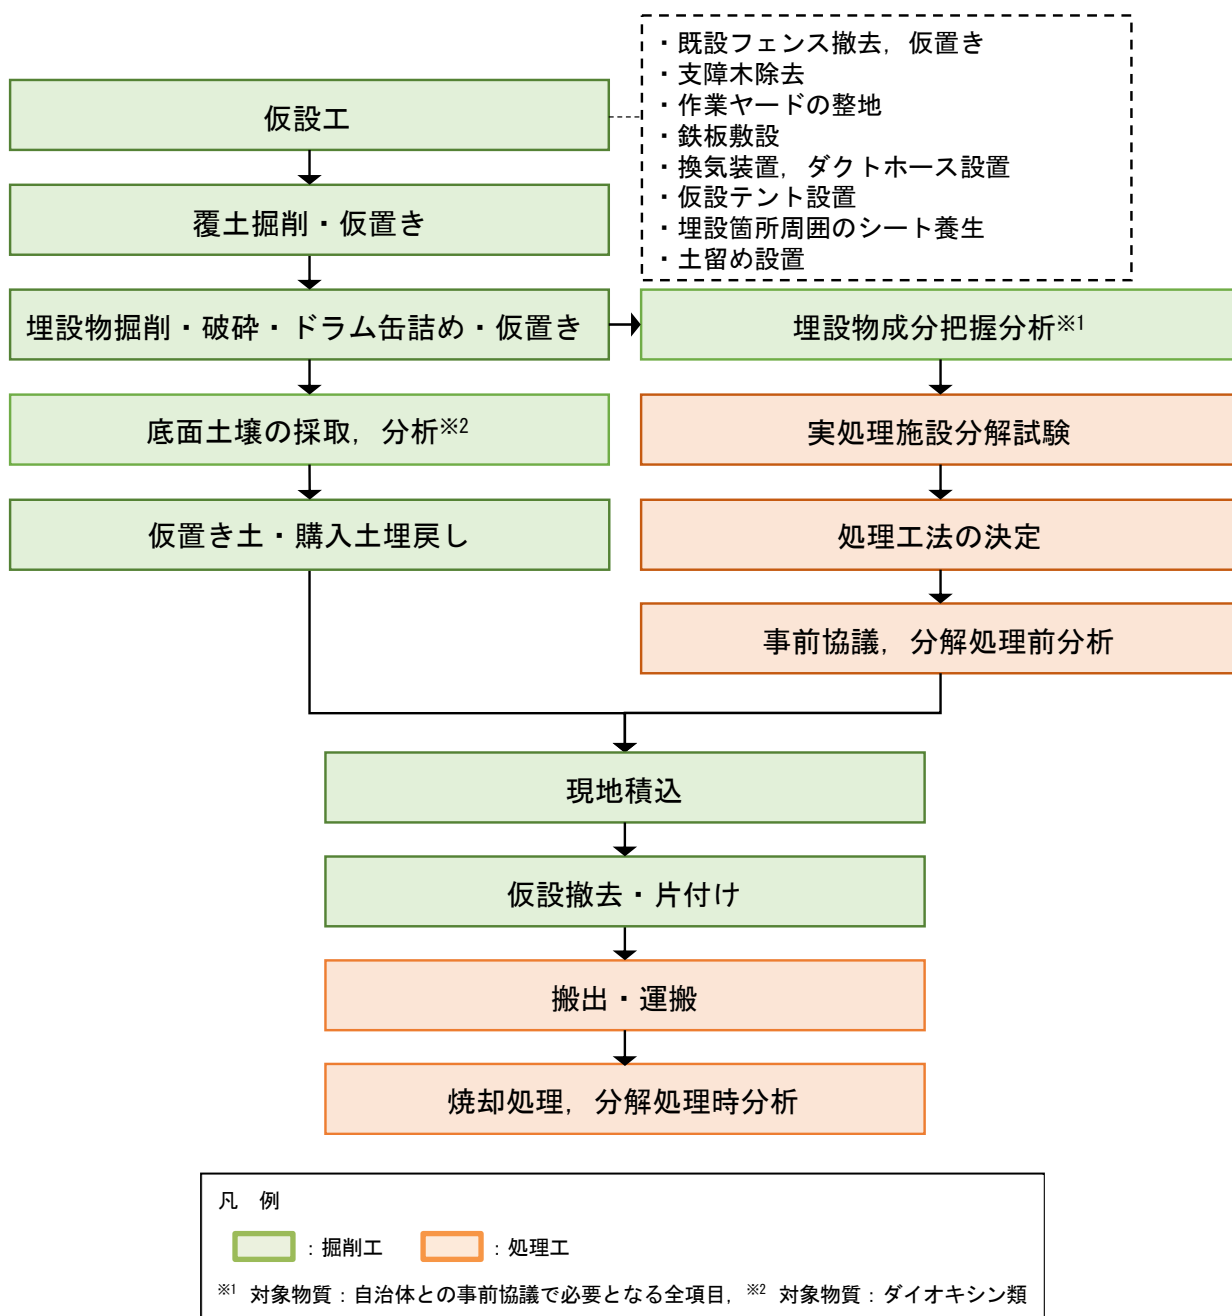 ・既設フェンス撤去，仮置き
・支障木除去
・作業ヤードの整地
・鉄板敷設
・換気装置，ダクトホース設置
・仮設テント設置
・埋設箇所周囲のシート養生
・土留め設置
仮設工
覆土掘削・仮置き
埋設物掘削・破砕・ドラム缶詰め・仮置き
埋設物成分把握分析※1
底面土壌の採取，分析※2
実処理施設分解試験
仮置き土・購入土埋戻し
処理工法の決定
事前協議，分解処理前分析
現地積込
仮設撤去・片付け
搬出・運搬
焼却処理，分解処理時分析
凡　例
：掘削工　：処理工
※1 対象物質：自治体との事前協議で必要となる全項目，※2 対象物質：ダイオキシン類